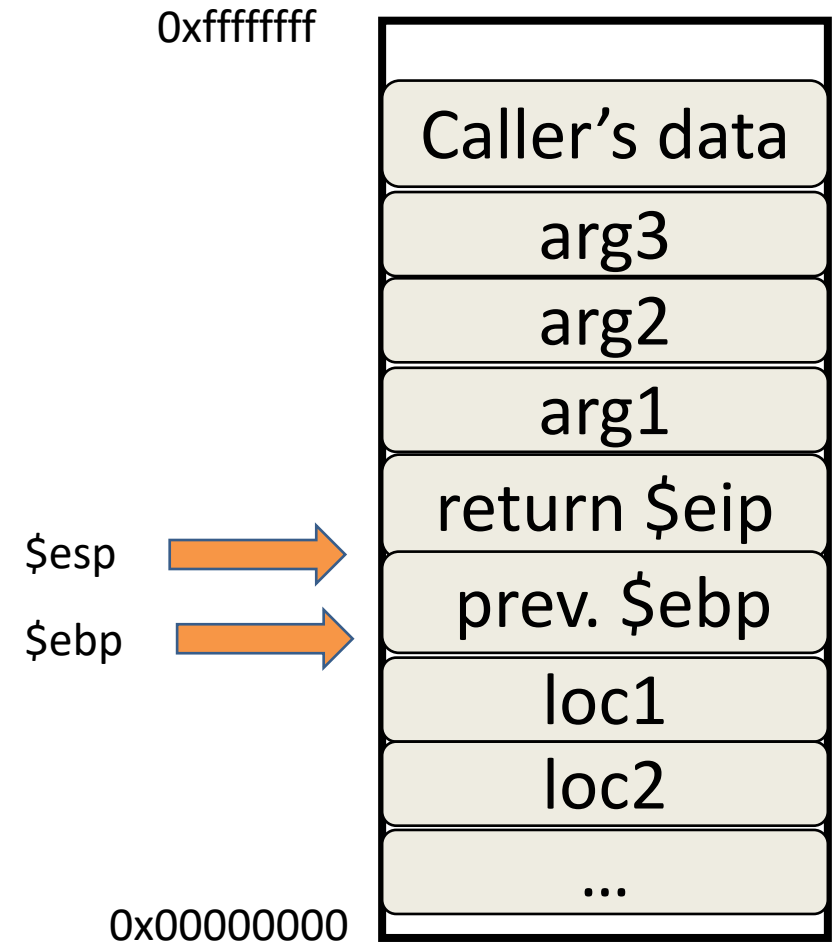 0xffffffff
Caller’s data
arg3
arg2
arg1
return $eip
$esp
prev. $ebp
$ebp
loc1
loc2
...
0x00000000